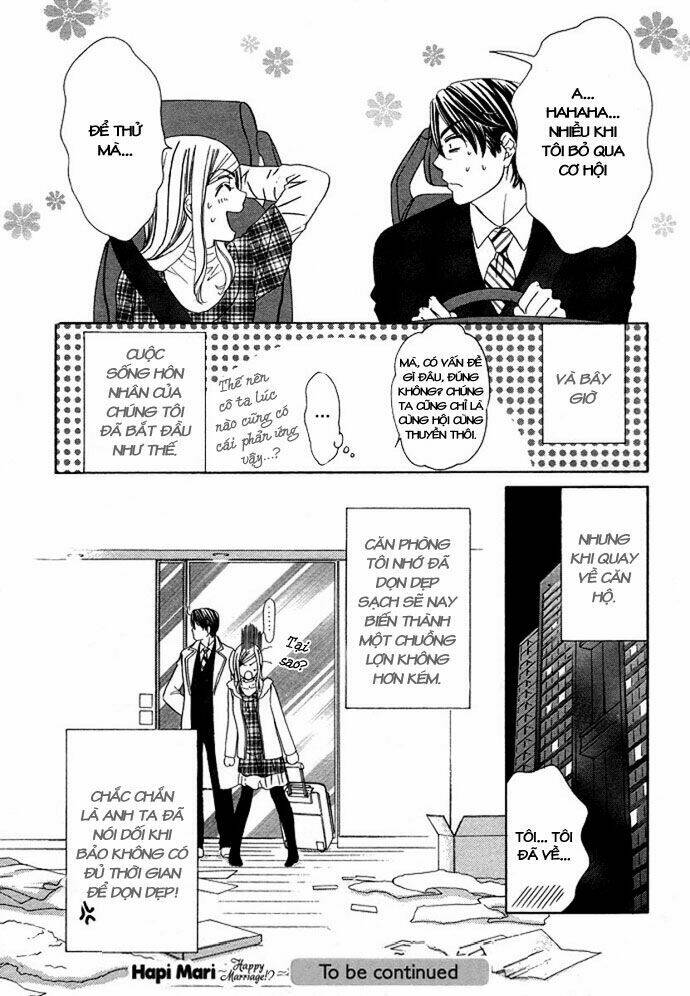 A...
HAHAHA...
NHIỀU KHI
TÔI BỎ QUA
CƠ HỘI
ĐỂ THỬ
MÀ...
VÀ BÂY
GIỜ
MÁ, CÓ VẤN ĐỀ
GÌ ĐÂU, ĐÚNG
KHÔNG? CHÚNG
TA CŨNG CHỈ LÀ
CÙNG HỘI CÙNG
THUYỀN THÔI.
...
Thế nên
cô ta lúc
nào cũng có
cái phản ứng
vậy...?
CUỘC
SỐNG HÔN
NHÂN CỦA
CHÚNG TÔI
ĐÃ BẮT ĐẦU
NHƯ THẾ.
NHƯNG
KHI QUAY
VỀ CĂN
HỘ.
TÔI... TÔI
ĐÃ VỀ...
CĂN PHÒNG
TÔI NHỚ ĐÃ
DỌN DẸP
SẠCH SẼ NAY
BIẾN THÀNH
MỘT CHUỒNG
LỢN KHÔNG
HƠN KÉM.
......
Tại
sao?
CHẮC CHẮN
LÀ ANH TA ĐÃ
NÓI DỐI KHI
BẢO KHÔNG CÓ
ĐỦ THỜI GIAN
ĐỂ DỌN DẸP!
Hapi Mari ~Happy Marriage!?~ To be continued